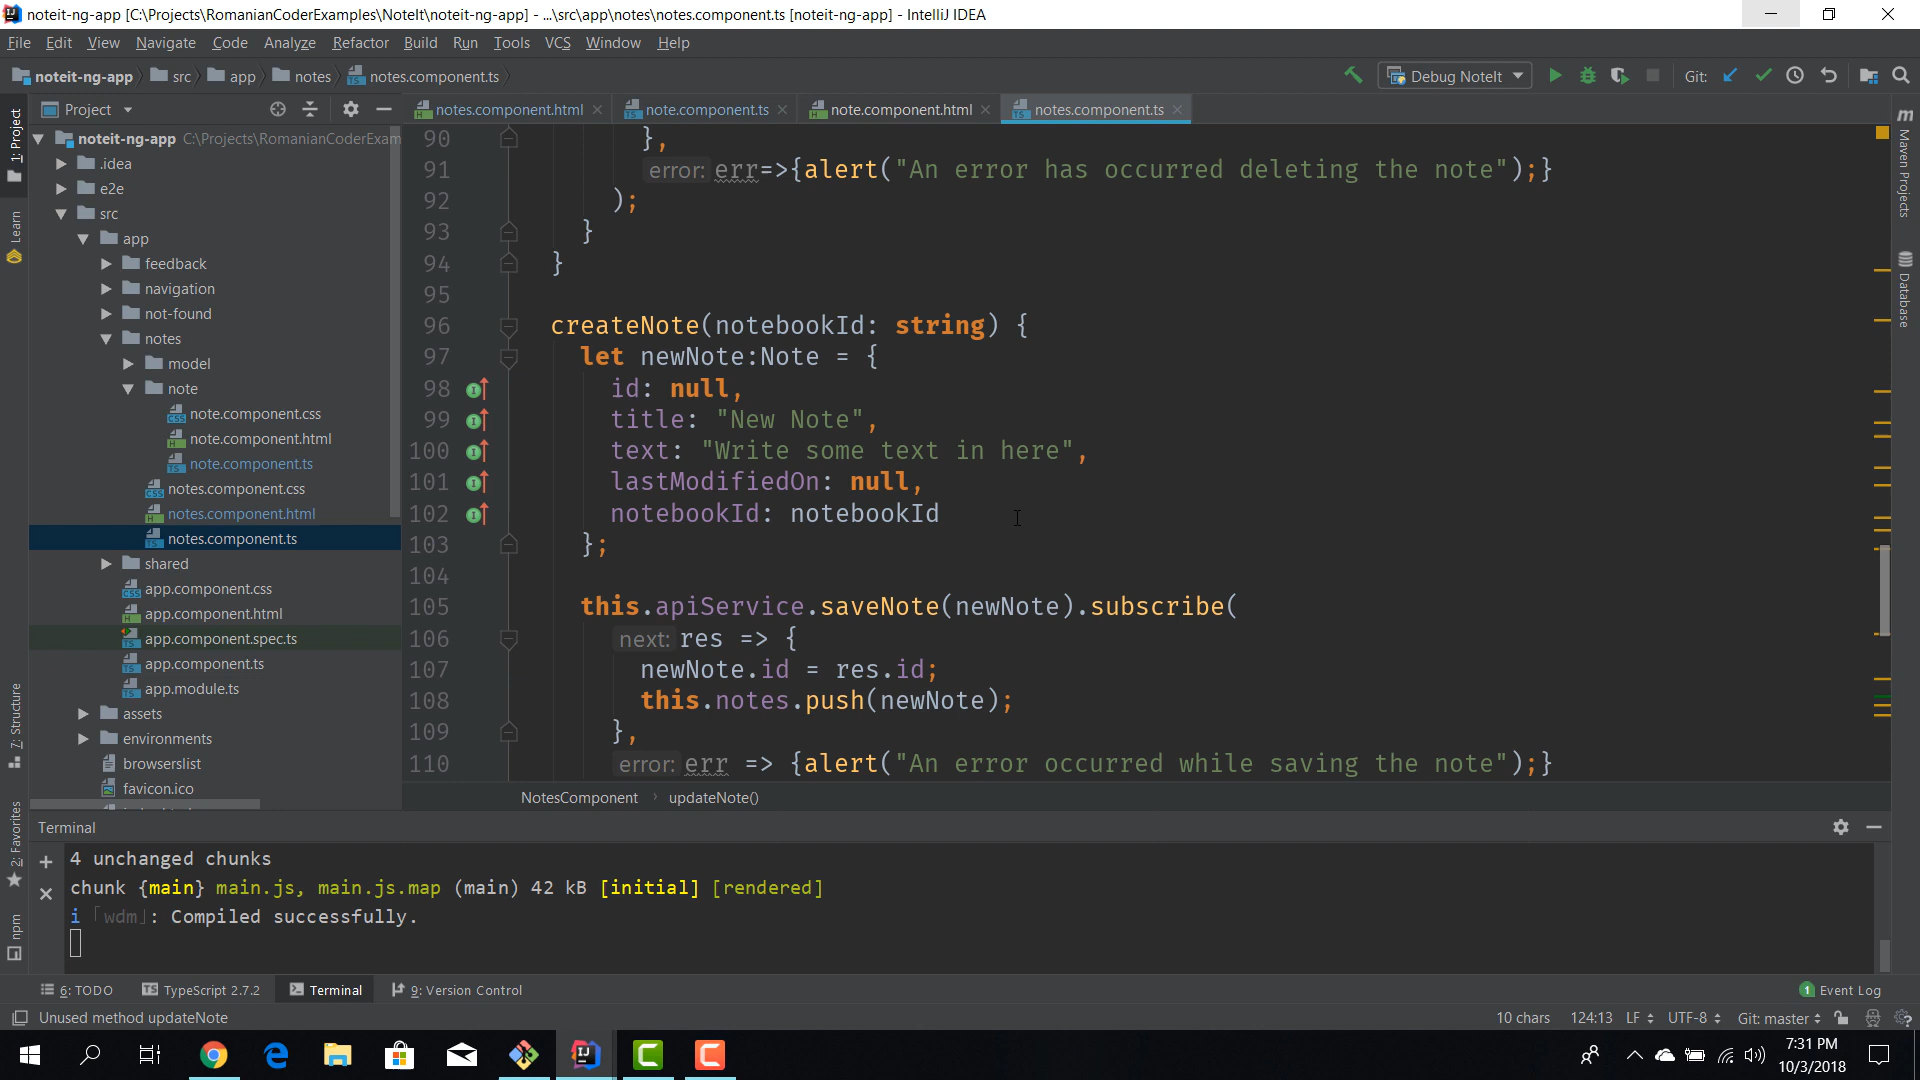 noteit-ng-app [C:\Projects\RomanianCoderExamples\NoteIt\noteit-ng-app] - ...\src\app\notes\notes.component.ts [noteit-ng-app] - IntelliJ IDEA
File Edit View Navigate Code Analyze Refactor Build Run Tools VCS Window Help
noteit-ng-app src app notes notes.component.ts
Debug NoteIt
Git:
Project
notes.component.html
note.component.ts
note.component.html
notes.component.ts
1: Project
Learn
7: Structure
2: Favorites
npm
noteit-ng-app C:\Projects\RomanianCoderExam
.idea
e2e
src
app
feedback
navigation
not-found
notes
model
note
note.component.css
note.component.html
note.component.ts
notes.component.css
notes.component.html
notes.component.ts
shared
app.component.css
app.component.html
app.component.spec.ts
app.component.ts
app.module.ts
assets
environments
browserslist
favicon.ico
90 },
91 error: err=>{alert("An error has occurred deleting the note");}
92 );
93 }
94 }
95
96 createNote(notebookId: string) {
97 let newNote:Note = {
98 id: null,
99 title: "New Note",
100 text: "Write some text in here",
101 lastModifiedOn: null,
102 notebookId: notebookId
103 };
104
105 this.apiService.saveNote(newNote).subscribe(
106 next: res => {
107 newNote.id = res.id;
108 this.notes.push(newNote);
109 },
110 error: err => {alert("An error occurred while saving the note");}
NotesComponent updateNote()
m Maven Projects
Database
Terminal
4 unchanged chunks
chunk {main} main.js, main.js.map (main) 42 kB [initial] [rendered]
i ｢wdm｣: Compiled successfully.
6: TODO TypeScript 2.7.2 Terminal 9: Version Control
1 Event Log
Unused method updateNote
10 chars 124:13 LF UTF-8 Git: master
7:31 PM
10/3/2018